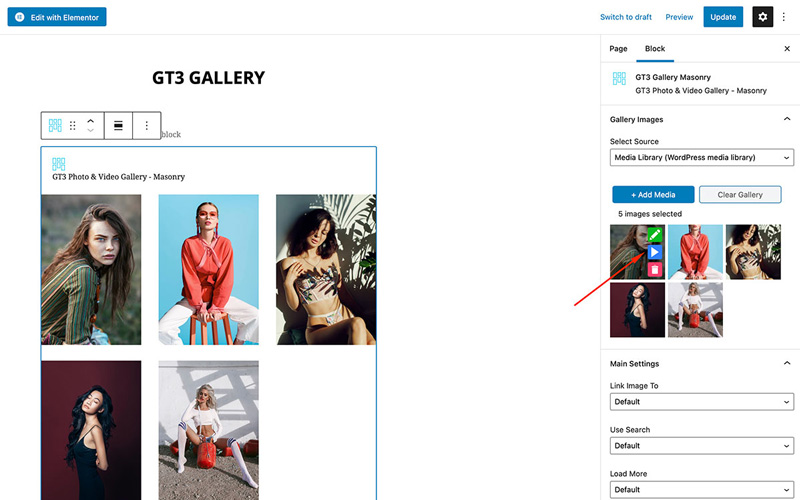 Edit with Elementor
Switch to draft
Preview
Update
GT3 GALLERY
block
GT3 Photo & Video Gallery - Masonry
Page
Block
GT3 Gallery Masonry
GT3 Photo & Video Gallery - Masonry
Gallery Images
Select Source
Media Library (WordPress media library)
+ Add Media
Clear Gallery
5 images selected
Main Settings
Link Image To
Default
Use Search
Default
Load More
Default